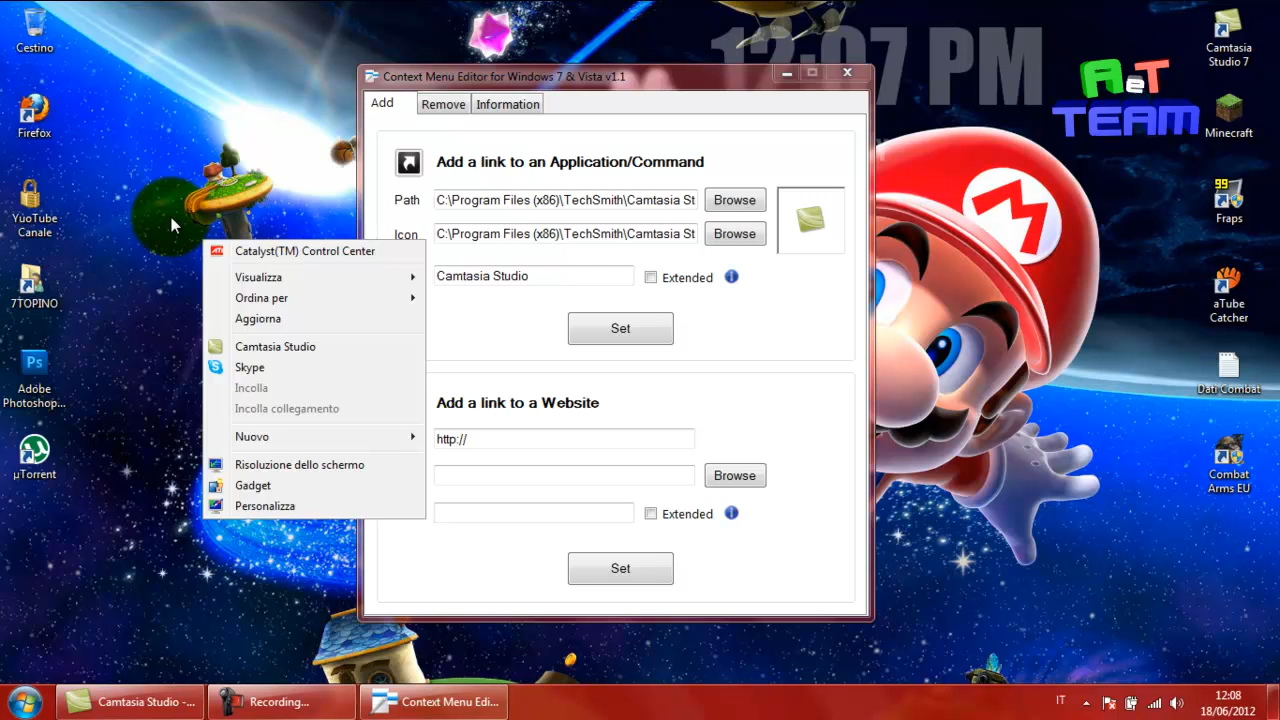 Cestino
Firefox
YuoTube
Canale
7TOPINO
Adobe
Photoshop...
µTorrent
Ps
12:07 PM
Context Menu Editor for Windows 7 & Vista v1.1
Add
Remove
Information
Add a link to an Application/Command
Path
C:\Program Files (x86)\TechSmith\Camtasia St
Browse
Icon
C:\Program Files (x86)\TechSmith\Camtasia St
Browse
Camtasia Studio
Extended
Set
Add a link to a Website
http://
Browse
Extended
Set
Catalyst(TM) Control Center
Visualizza
Ordina per
Aggiorna
Camtasia Studio
Skype
Incolla
Incolla collegamento
Nuovo
Risoluzione dello schermo
Gadget
Personalizza
AeT
TEAM
M
Camtasia
Studio 7
Minecraft
99
Fraps
aTube
Catcher
Dati Combat
Combat
Arms EU
Camtasia Studio -...
Recording...
Context Menu Edi...
IT
12:08
18/06/2012